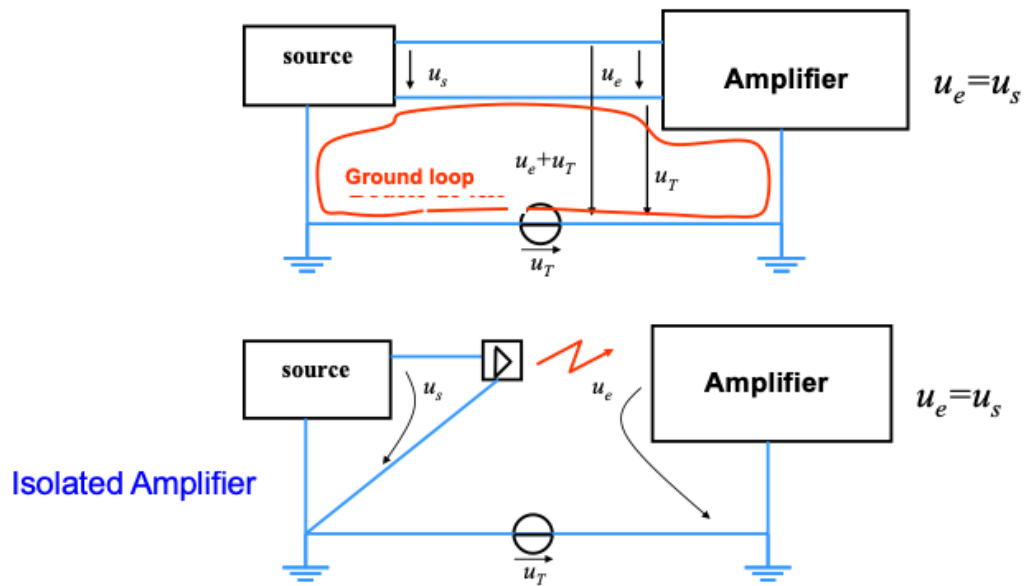 source
Amplifier
u_s
u_e
u_e=u_s
u_e+u_T
u_T
Ground loop
u_T
source
Amplifier
u_s
u_e
u_e=u_s
Isolated Amplifier
u_T